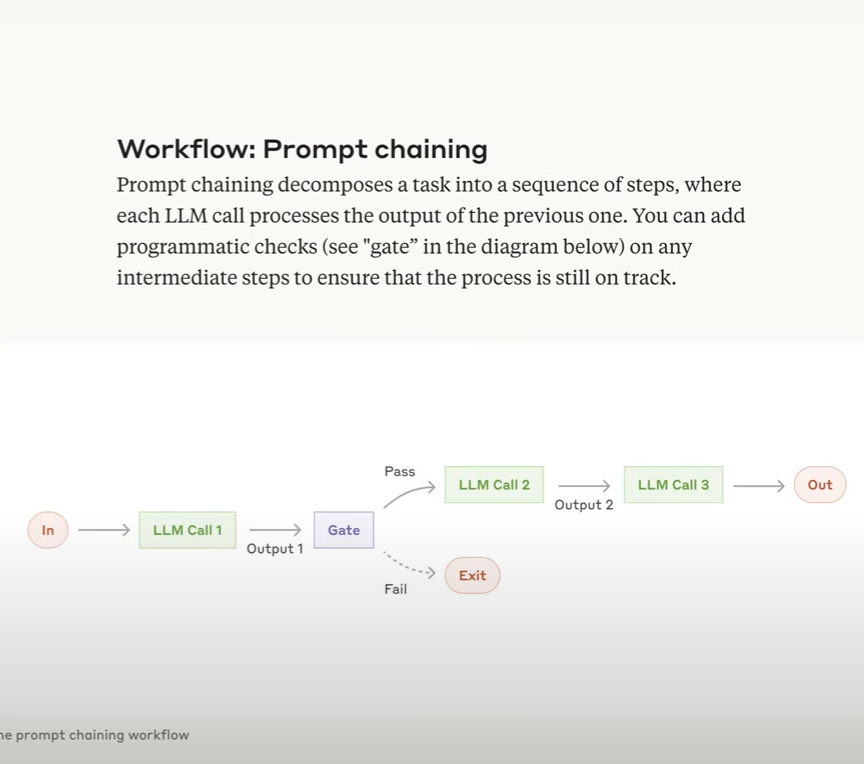 Workflow: Prompt chaining
Prompt chaining decomposes a task into a sequence of steps, where
each LLM call processes the output of the previous one. You can add
programmatic checks (see "gate” in the diagram below) on any
intermediate steps to ensure that the process is still on track.
Pass
LLM Call 2
LLM Call 3
Out
Output 2
In
LLM Call 1
Gate
Output 1
Exit
Fail
prompt chaining workflow